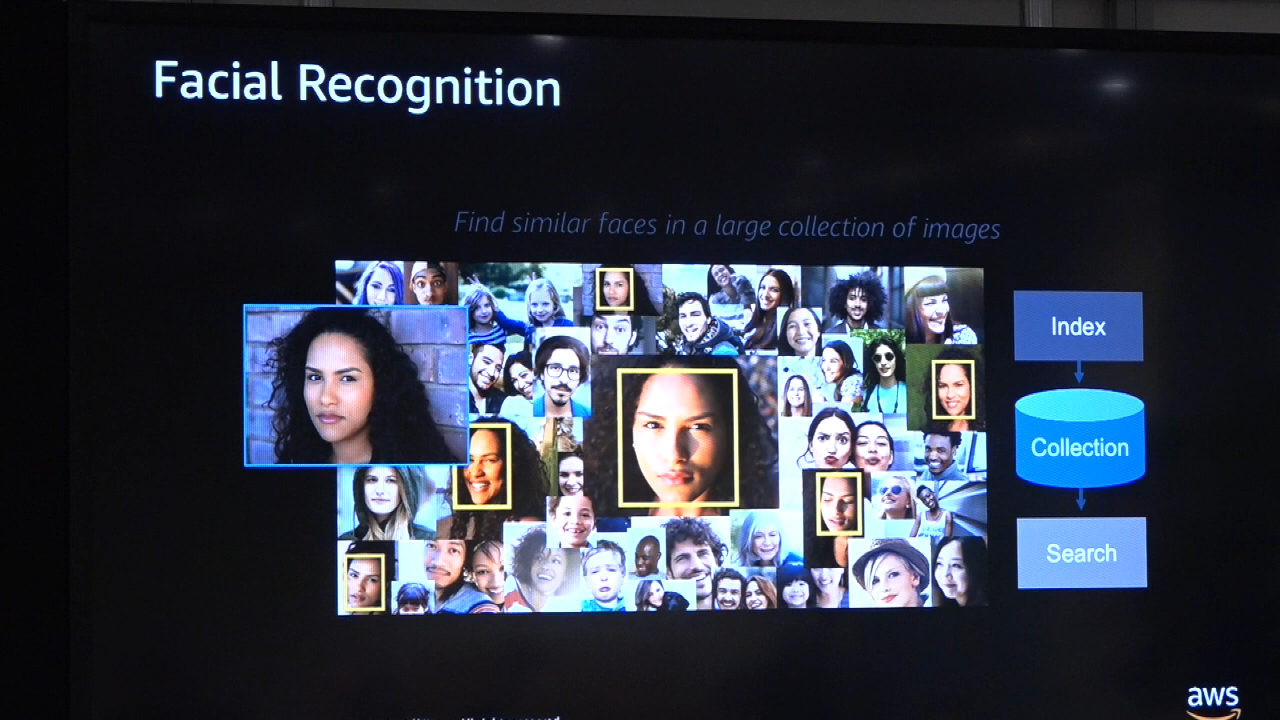 Facial Recognition
Find similar faces in a large collection of images
Index
Collection
Search
aws